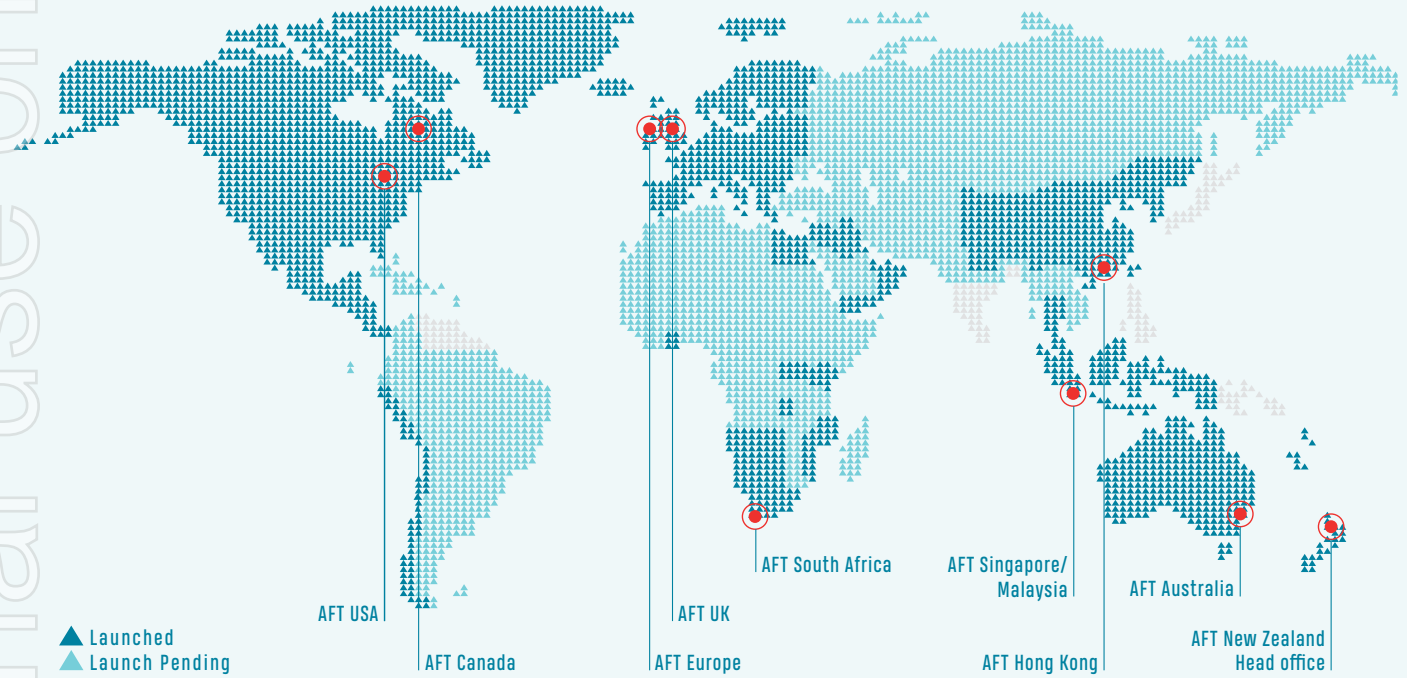 AFT South Africa
AFT Singapore/
Malaysia
AFT Australia
AFT USA
AFT UK
Launched
AFT New Zealand
Launch Pending
AFT Canada
AFT Europe
AFT Hong Kong
Head office
use